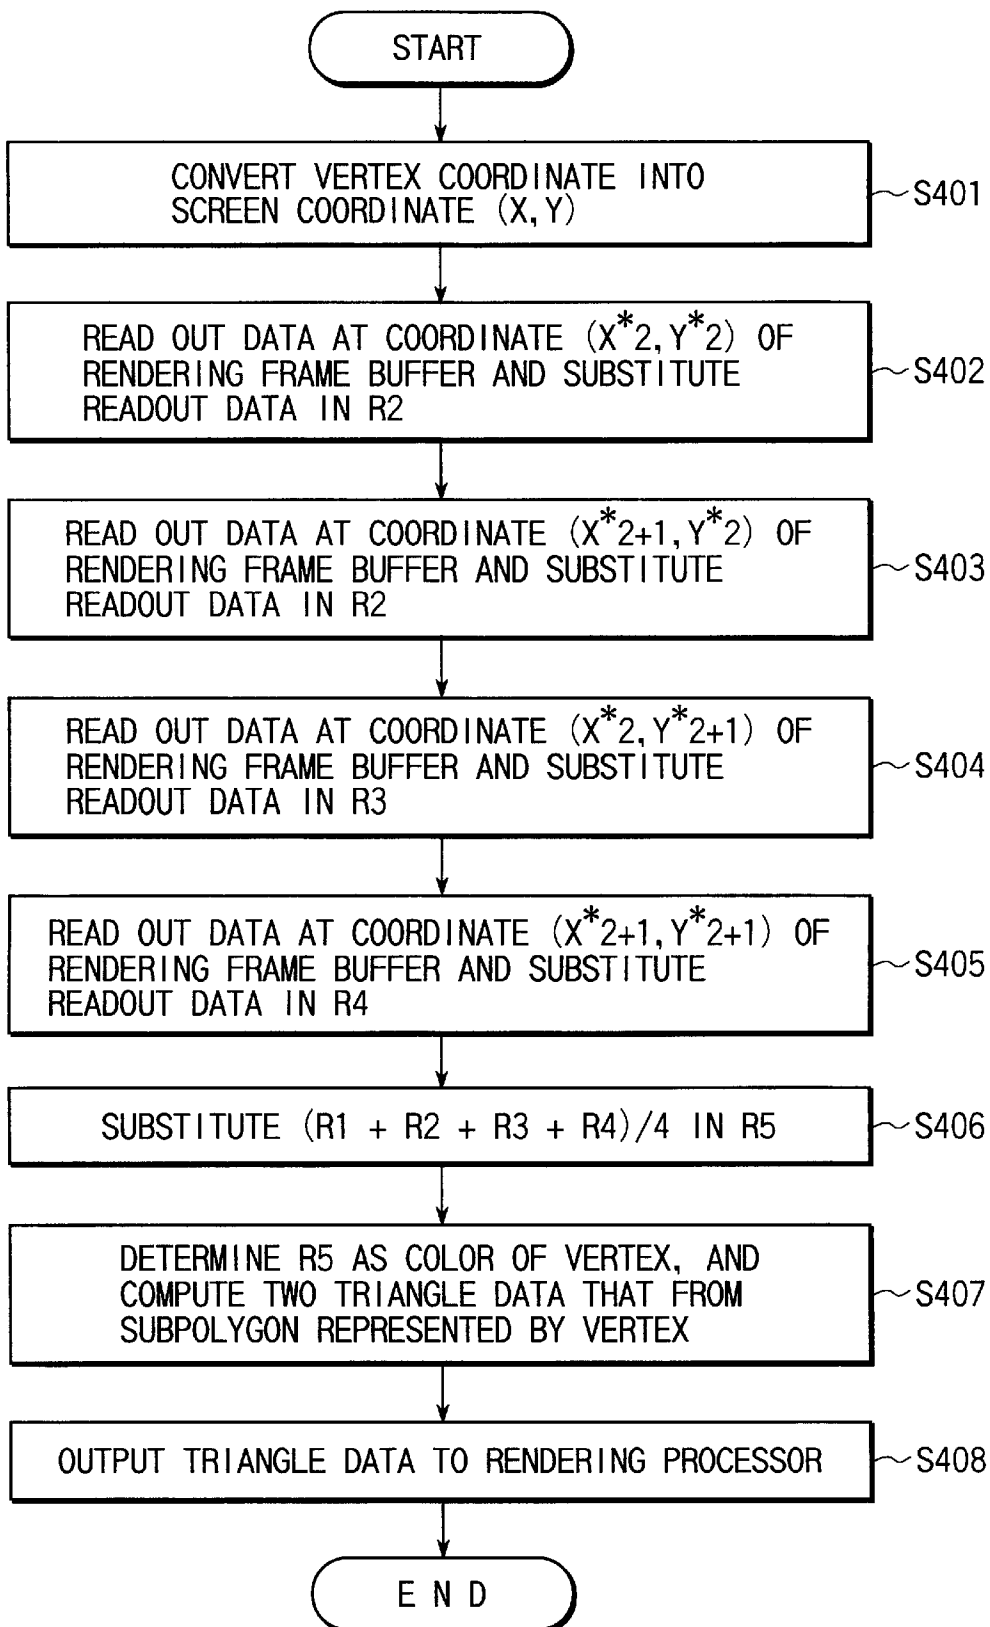 START
CONVERT VERTEX COORDINATE INTO
SCREEN COORDINATE (X,Y)
S401
READ OUT DATA AT COORDINATE (X*2,Y*2) OF
RENDERING FRAME BUFFER AND SUBSTITUTE
READOUT DATA IN R2
S402
READ OUT DATA AT COORDINATE (X*2+1,Y*2) OF
RENDERING FRAME BUFFER AND SUBSTITUTE
READOUT DATA IN R2
S403
READ OUT DATA AT COORDINATE (X*2,Y*2+1) OF
RENDERING FRAME BUFFER AND SUBSTITUTE
READOUT DATA IN R3
S404
READ OUT DATA AT COORDINATE (X*2+1,Y*2+1) OF
RENDERING FRAME BUFFER AND SUBSTITUTE
READOUT DATA IN R4
S405
SUBSTITUTE (R1 + R2 + R3 + R4)/4 IN R5
S406
DETERMINE R5 AS COLOR OF VERTEX, AND
COMPUTE TWO TRIANGLE DATA THAT FROM
SUBPOLYGON REPRESENTED BY VERTEX
S407
OUTPUT TRIANGLE DATA TO RENDERING PROCESSOR
S408
END